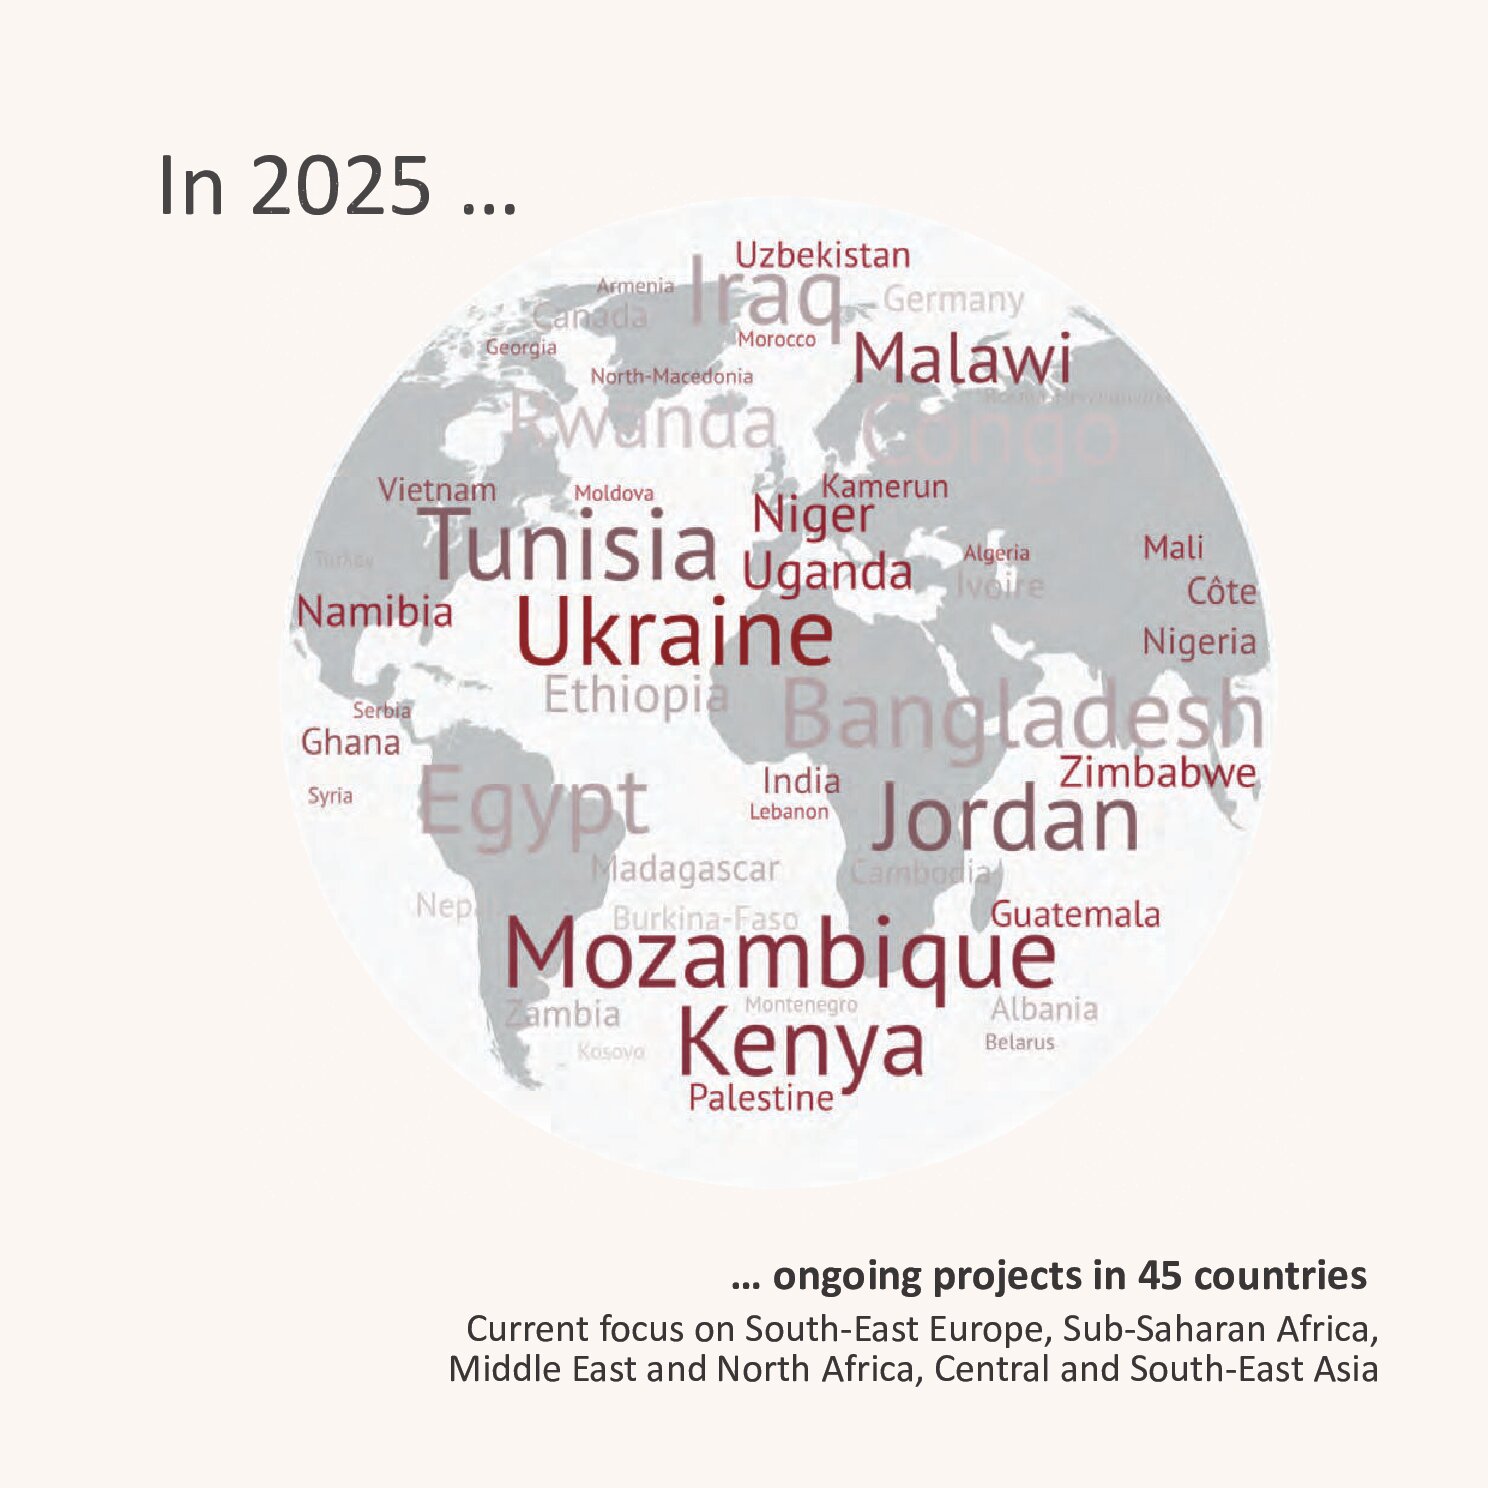 In 2025 ...
Uzbekistan
Armenia
Iraq
Germany
Canada
Morocco
Georgia
Malawi
North-Macedonia
Rwanda
Congo
Vietnam
Moldova
Kamerun
Niger
Tunisia
Algeria
Mali
Turkey
Uganda
Ivoire
Côte
Namibia
Ukraine
Nigeria
Ethiopia
Bangladesh
Serbia
Ghana
India
Zimbabwe
Syria
Egypt
Lebanon
Jordan
Madagascar
Cambodia
Nepal
Burkina-Faso
Guatemala
Mozambique
Zambia
Montenegro
Albania
Kosovo
Kenya
Belarus
Palestine
... ongoing projects in 45 countries
Current focus on South-East Europe, Sub-Saharan Africa,
Middle East and North Africa, Central and South-East Asia